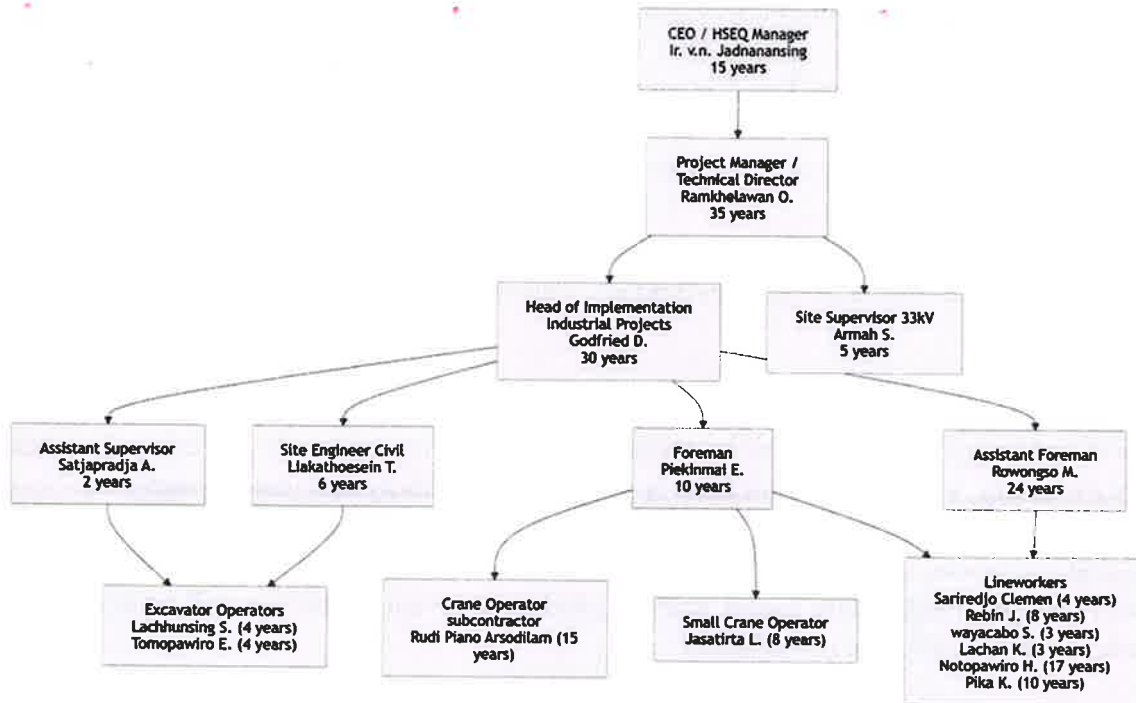 CEO / HSEQ Manager
Ir. v.n. Jadnanansing
15 years
Project Manager /
Technical Director
Ramkhelawan O.
35 years
Head of Implementation
Industrial Projects
Godfried D.
30 years
Site Supervisor 33kV
Armah S.
5 years
Assistant Supervisor
Satjapradja A.
2 years
Site Engineer Civil
Liakathoesein T.
6 years
Foreman
Piekinmai E.
10 years
Assistant Foreman
Rowongso M.
24 years
Excavator Operators
Lachhunsing S. (4 years)
Tomopawiro E. (4 years)
Crane Operator
subcontractor
Rudi Piano Arsodilam (15
years)
Small Crane Operator
Jasatirta L. (8 years)
Lineworkers
Sariredjo Clemen (4 years)
Rebin J. (8 years)
wayacabo S. (3 years)
Lachan K. (3 years)
Notopawiro H. (17 years)
Pika K. (10 years)